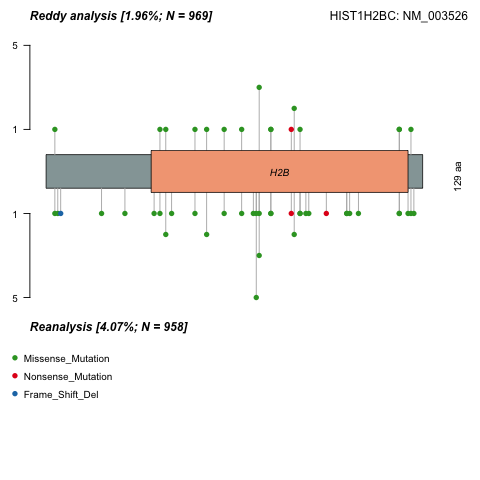 Reddy analysis [1.96%; N = 969]
HIST1H2BC: NM_003526
5
1
H2B
129 aa
1
5
Reanalysis [4.07%; N = 958]
Missense_Mutation
Nonsense_Mutation
Frame_Shift_Del